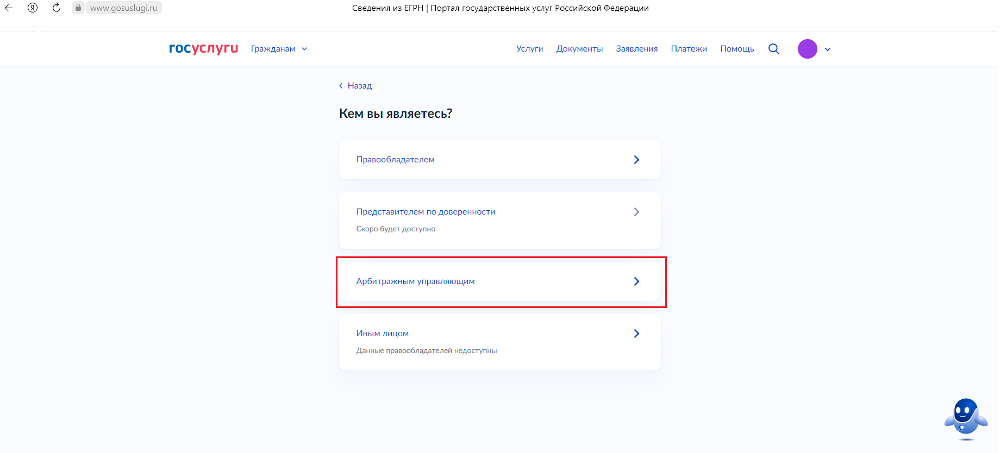 www.gosuslugi.ru
Сведения из ЕГРН | Портал государственных услуг Российской Федерации
госуслуги Гражданам Услуги Документы Заявления Платежи Помощь
Назад
Кем вы являетесь?
Правообладателем
Представителем по доверенности
Скоро будет доступно
Арбитражным управляющим
Иным лицом
Данные правообладателей недоступны